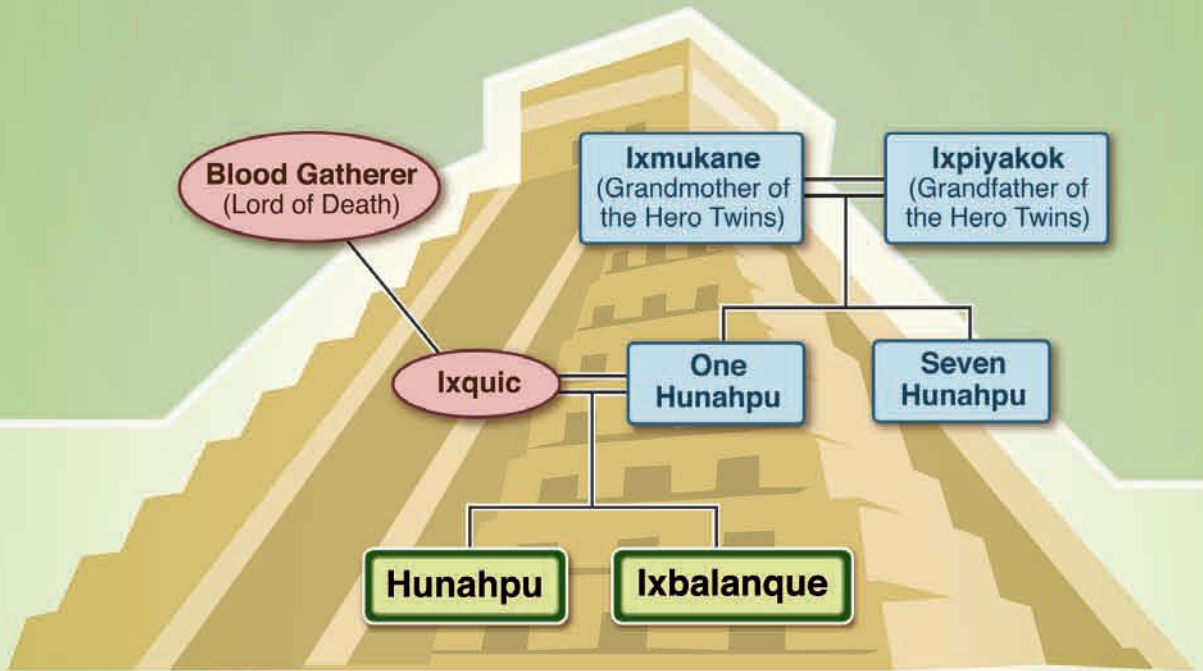 Blood Gatherer
(Lord of Death)
Ixmukane
(Grandmother of
the Hero Twins)
Ixpiyakok
(Grandfather of
the Hero Twins)
Ixquic
One
Hunahpu
Seven
Hunahpu
Hunahpu
Ixbalanque